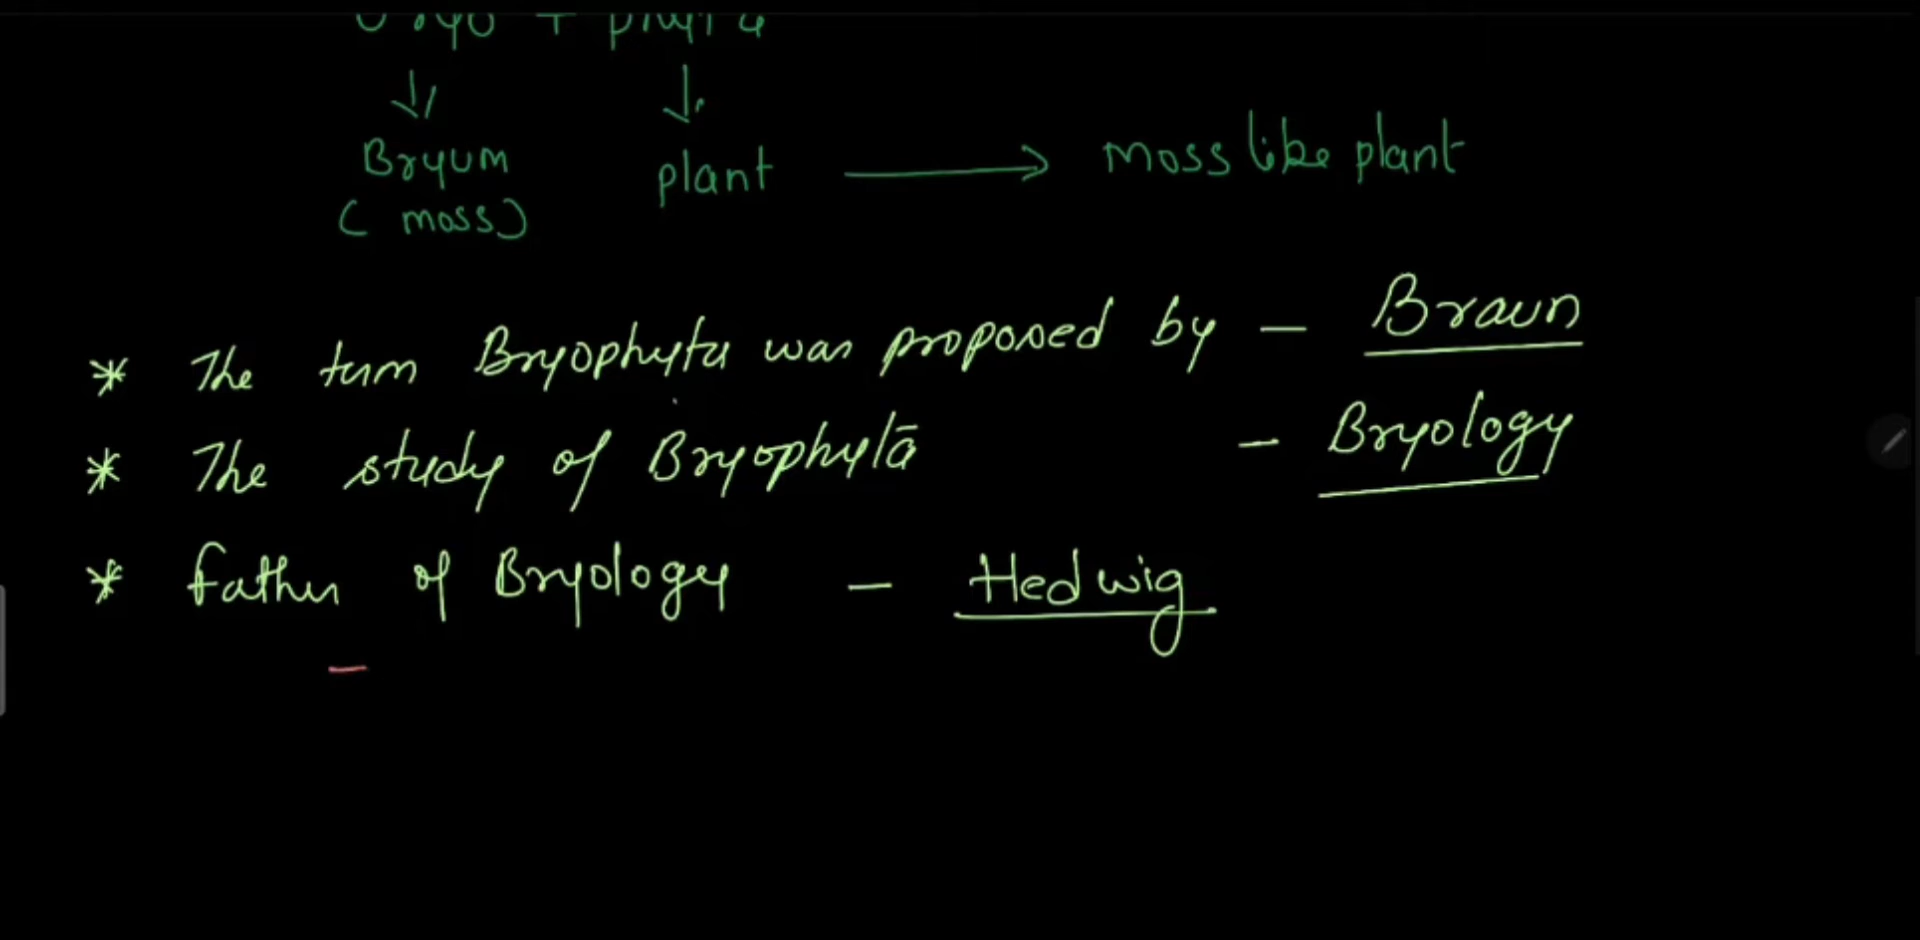 +
Bryum plant → moss like plant
( moss)
* The term Bryophyta was proposed by - Braun
* The study of Bryophyta - Bryology
* Father of Bryology - Hedwig